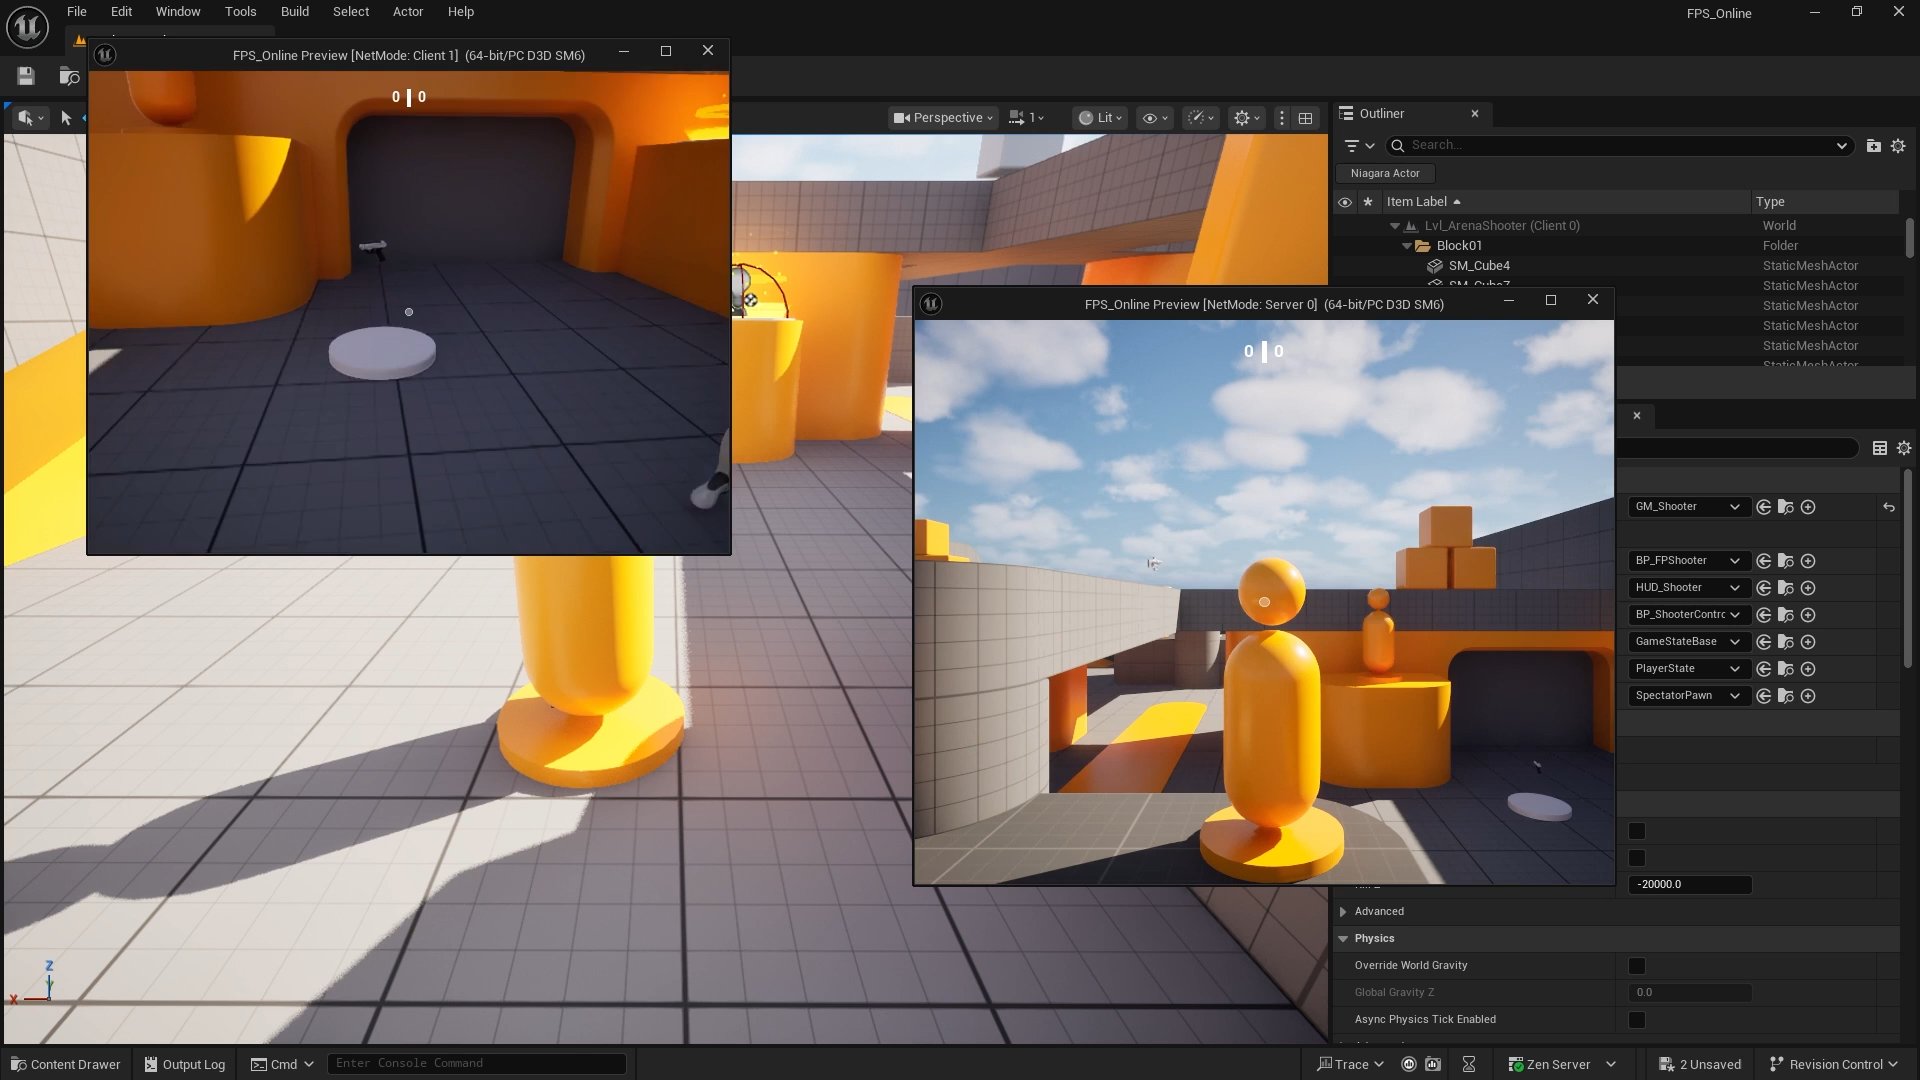 File Edit Window Tools Build Select Actor Help
FPS_Online
FPS_Online Preview [NetMode: Client 1] (64-bit/PC D3D SM6)
0 0
Perspective
1
Lit
Outliner
Search...
Niagara Actor
Item Label Type
Lvl_ArenaShooter (Client 0) World
Block01 Folder
SM_Cube4 StaticMeshActor
StaticMeshActor
StaticMeshActor
StaticMeshActor
StaticMeshActor
StaticMeshActor
FPS_Online Preview [NetMode: Server 0] (64-bit/PC D3D SM6)
0 0
GM_Shooter
BP_FPShooter
HUD_Shooter
BP_ShooterContrc
GameStateBase
PlayerState
SpectatorPawn
-20000.0
Advanced
Physics
Override World Gravity
Global Gravity Z 0.0
Async Physics Tick Enabled
Z
X
Content Drawer Output Log Cmd Enter Console Command Trace Zen Server 2 Unsaved Revision Control